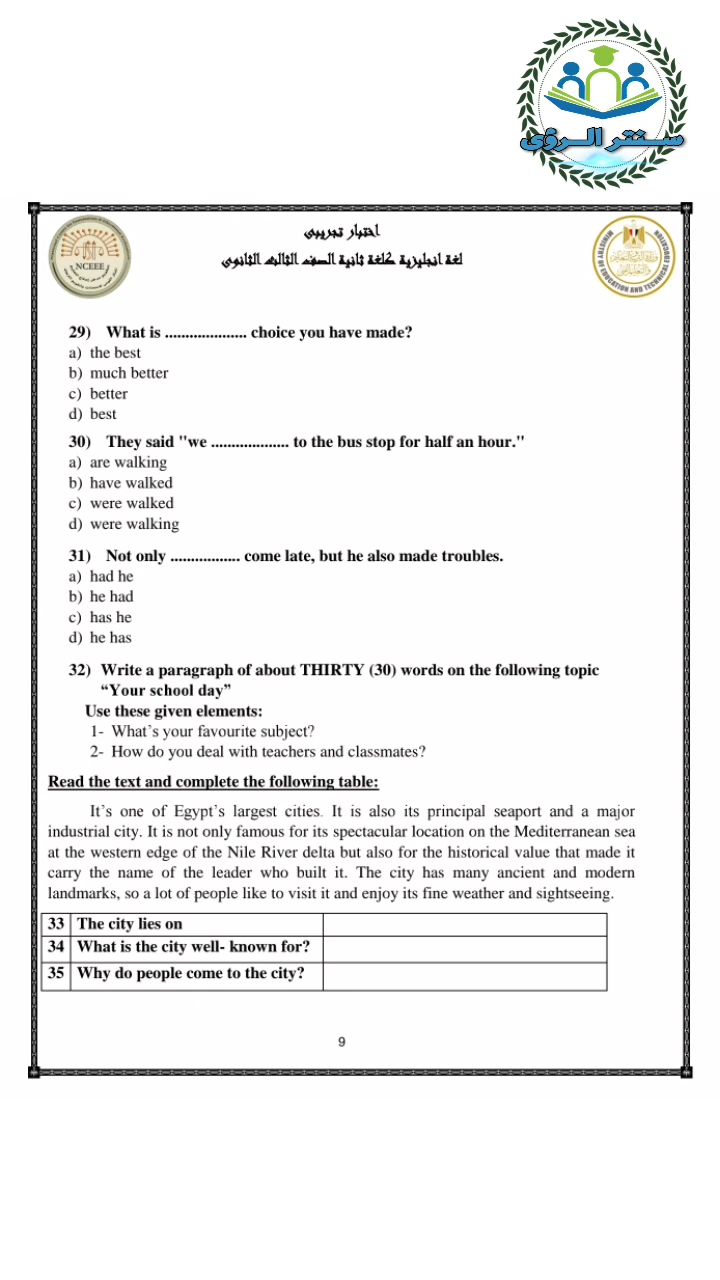 سنتر الرؤى
اختبار تجريبي
لغة انجليزية كلغة ثانية الصف الثالث الثانوي
NCEEE
29) What is .................... choice you have made?
a) the best
b) much better
c) better
d) best
30) They said "we ................... to the bus stop for half an hour."
a) are walking
b) have walked
c) were walked
d) were walking
31) Not only ................. come late, but he also made troubles.
a) had he
b) he had
c) has he
d) he has
32) Write a paragraph of about THIRTY (30) words on the following topic
“Your school day”
Use these given elements:
1- What’s your favourite subject?
2- How do you deal with teachers and classmates?
Read the text and complete the following table:
It’s one of Egypt’s largest cities. It is also its principal seaport and a major
industrial city. It is not only famous for its spectacular location on the Mediterranean sea
at the western edge of the Nile River delta but also for the historical value that made it
carry the name of the leader who built it. The city has many ancient and modern
landmarks, so a lot of people like to visit it and enjoy its fine weather and sightseeing.
33 The city lies on
34 What is the city well- known for?
35 Why do people come to the city?
9